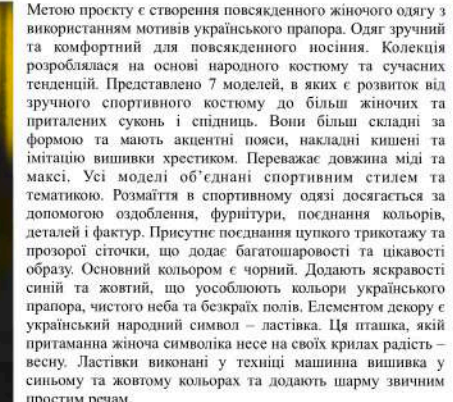 Метою проєкту є створення повсякденного жіночого одягу з
використанням мотивів українського прапора. Одяг зручний
та комфортний для повсякденного носіння. Колекція
розроблялася на основі народного костюму та сучасних
тенденцій. Представлено 7 моделей, в яких є розвиток від
зручного спортивного костюму до більш жіночих та
приталених суконь і спідниць. Вони більш складні за
формою та мають акцентні пояси, накладні кишені та
імітацію вишивки хрестиком. Переважає довжина міді та
максі. Усі моделі об’єднані спортивним стилем та
тематикою. Розмаїття в спортивному одязі досягається за
допомогою оздоблення, фурнітури, поєднання кольорів,
деталей і фактур. Присутнє поєднання цупкого трикотажу та
прозорої сіточки, що додає багатошаровості та цікавості
образу. Основний кольором є чорний. Додають яскравості
синій та жовтий, що уособлюють кольори українського
прапора, чистого неба та безкраїх полів. Елементом декору є
український народний символ – ластівка. Ця пташка, якій
притаманна жіноча символіка несе на своїх крилах радість –
весну. Ластівки виконані у техніці машинна вишивка у
синьому та жовтому кольорах та додають шарму звичним
простим речам.